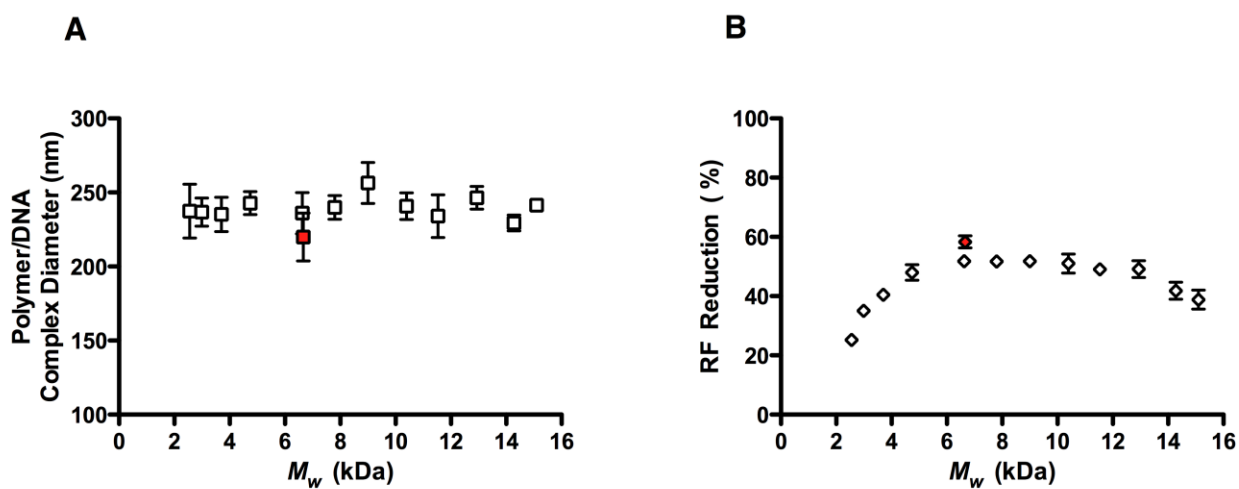 A
Polymer/DNA
Complex Diameter (nm)
300
250
200
150
100
0 2 4 6 8 10 12 14 16
Mw (kDa)
B
RF Reduction ( %)
100
80
60
40
20
0
0 2 4 6 8 10 12 14 16
Mw (kDa)